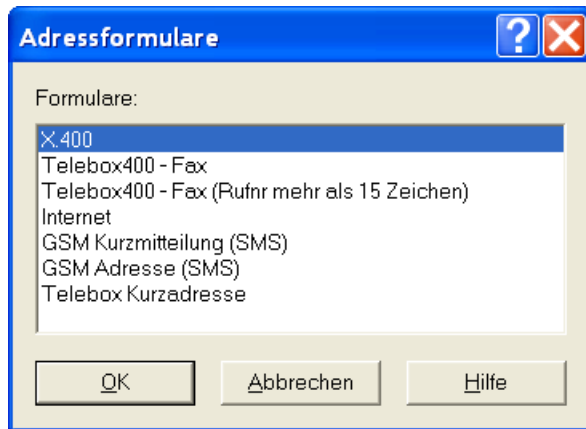 Adressformulare
Formulare:
X.400
Telebox400 - Fax
Telebox400 - Fax (Rufnr mehr als 15 Zeichen)
Internet
GSM Kurzmitteilung (SMS)
GSM Adresse (SMS)
Telebox Kurzadresse
OK Abbrechen Hilfe